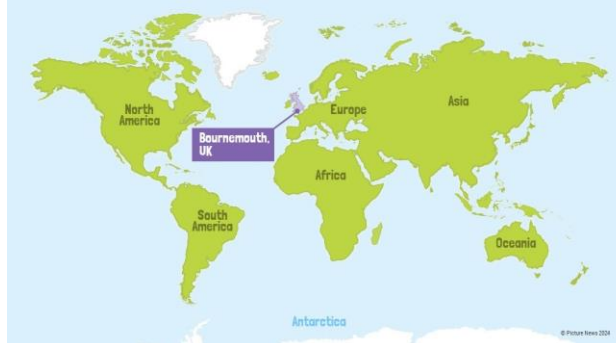 North
America
Europe
Asia
Bournemouth,
UK
Africa
South
America
Oceania
Antarctica
© Picture News 2024